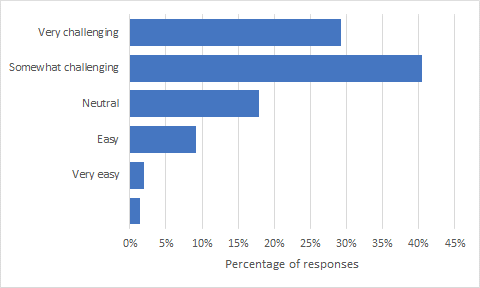 Very challenging
Somewhat challenging
Neutral
Easy
Very easy
0% 5% 10% 15% 20% 25% 30% 35% 40% 45%
Percentage of responses